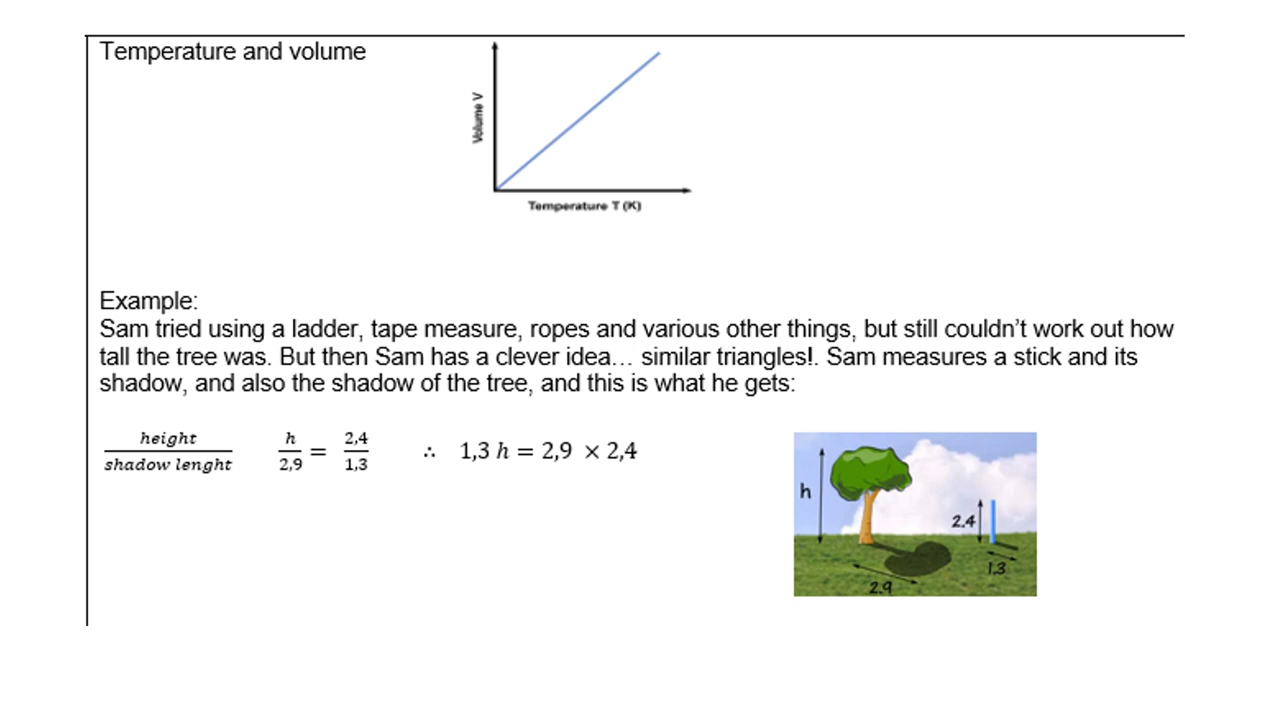 Temperature and volume
Volume V
Temperature T (K)
Example:
Sam tried using a ladder, tape measure, ropes and various other things, but still couldn’t work out how
tall the tree was. But then Sam has a clever idea… similar triangles!. Sam measures a stick and its
shadow, and also the shadow of the tree, and this is what he gets:
height/shadow lenght h/2,9 = 2,4/1,3 ∴ 1,3 h = 2,9 × 2,4
h
2.4
1.3
2.9